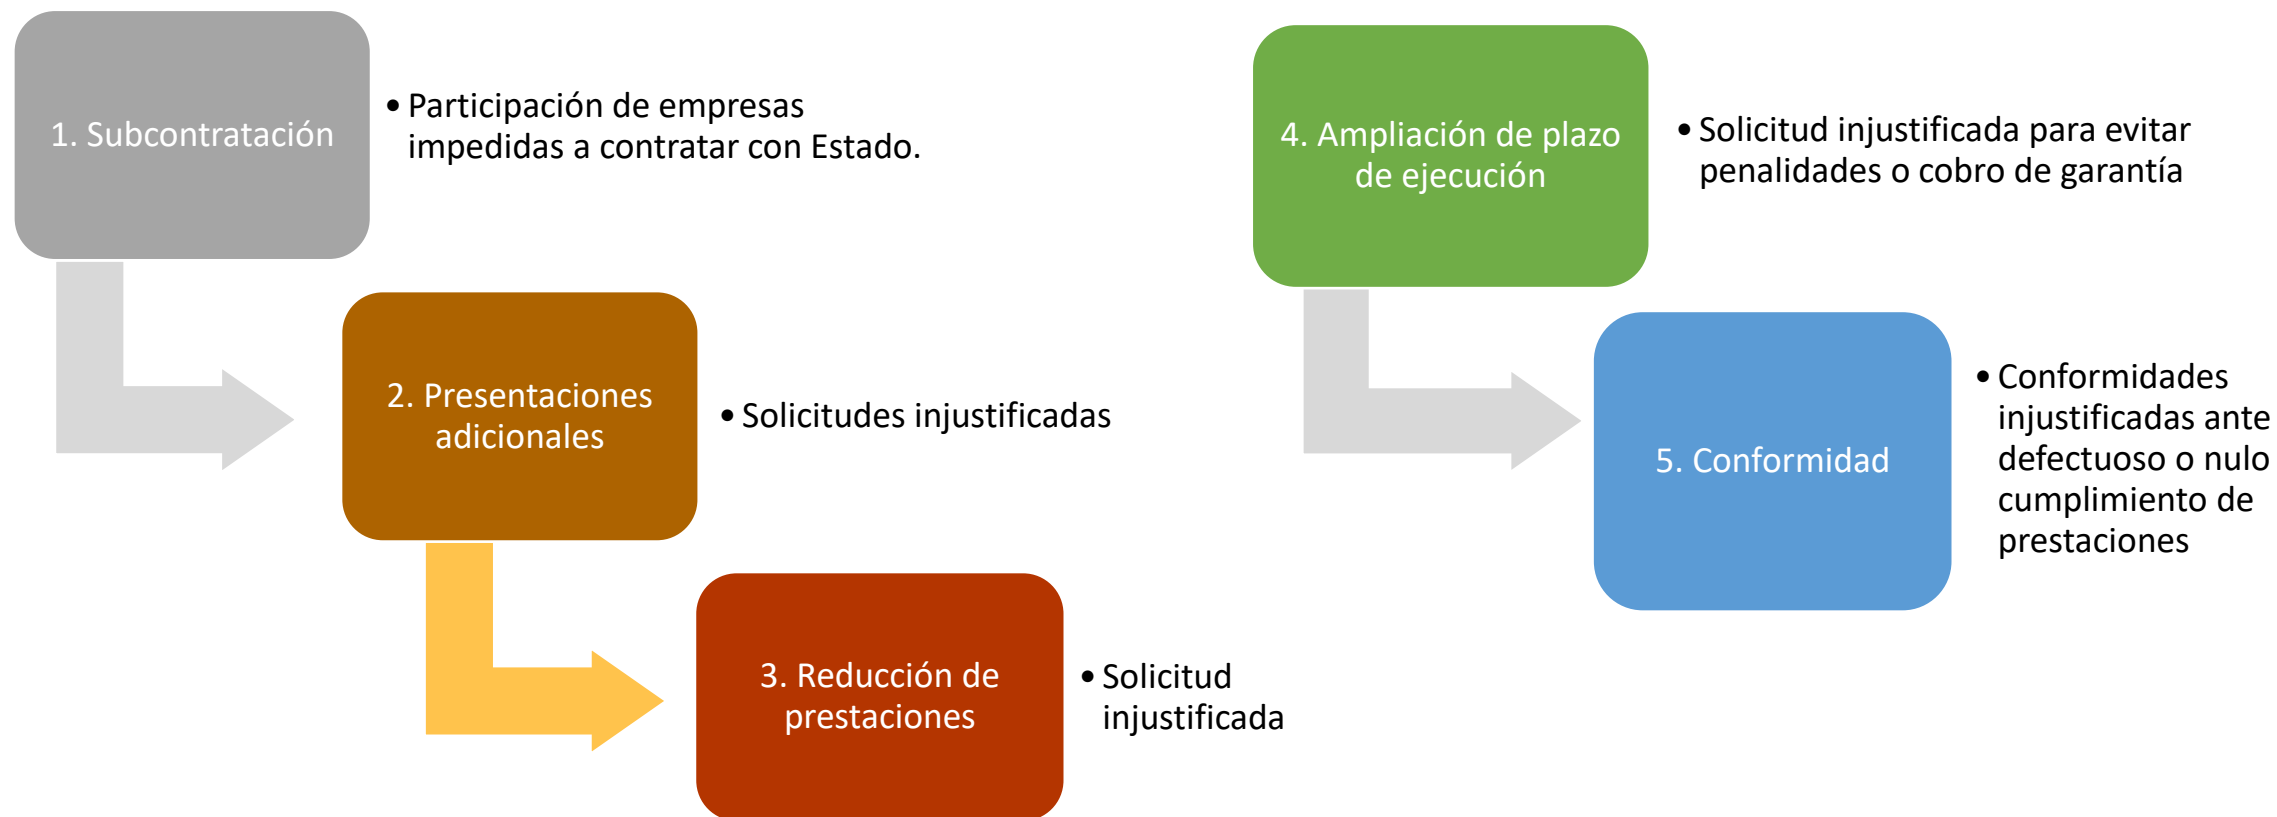 1. Subcontratación
• Participación de empresas
impedidas a contratar con Estado.
2. Presentaciones
adicionales
• Solicitudes injustificadas
3. Reducción de
prestaciones
• Solicitud
injustificada
4. Ampliación de plazo
de ejecución
• Solicitud injustificada para evitar
penalidades o cobro de garantía
5. Conformidad
• Conformidades
injustificadas ante
defectuoso o nulo
cumplimiento de
prestaciones